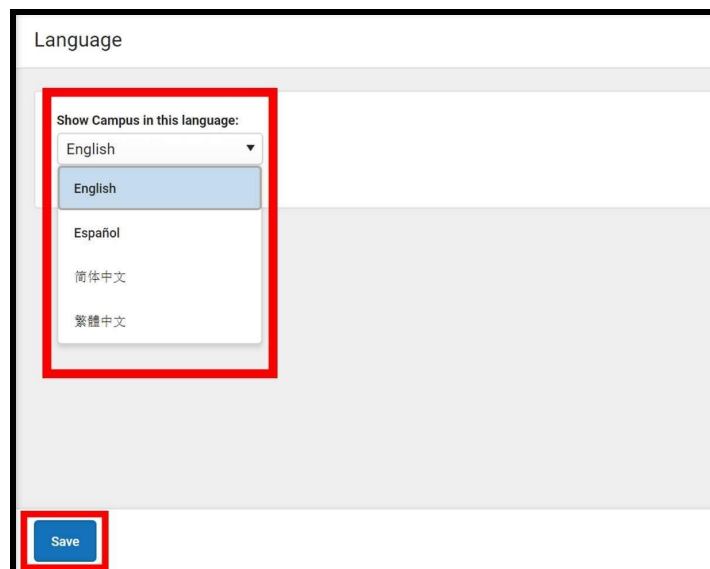 Language
Show Campus in this language:
English
English
Español
简体中文
繁體中文
Save